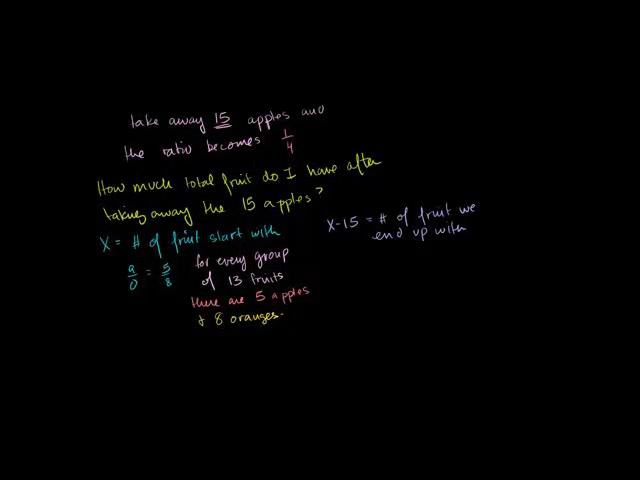 take away 15 apples and
the ratio becomes 1/4
How much total fruit do I have after
taking away the 15 apples?
X = # of fruit start with
a/o = 5/8
for every group
of 13 fruits
there are 5 apples
+ 8 oranges.
X-15 = # of fruit we
end up with